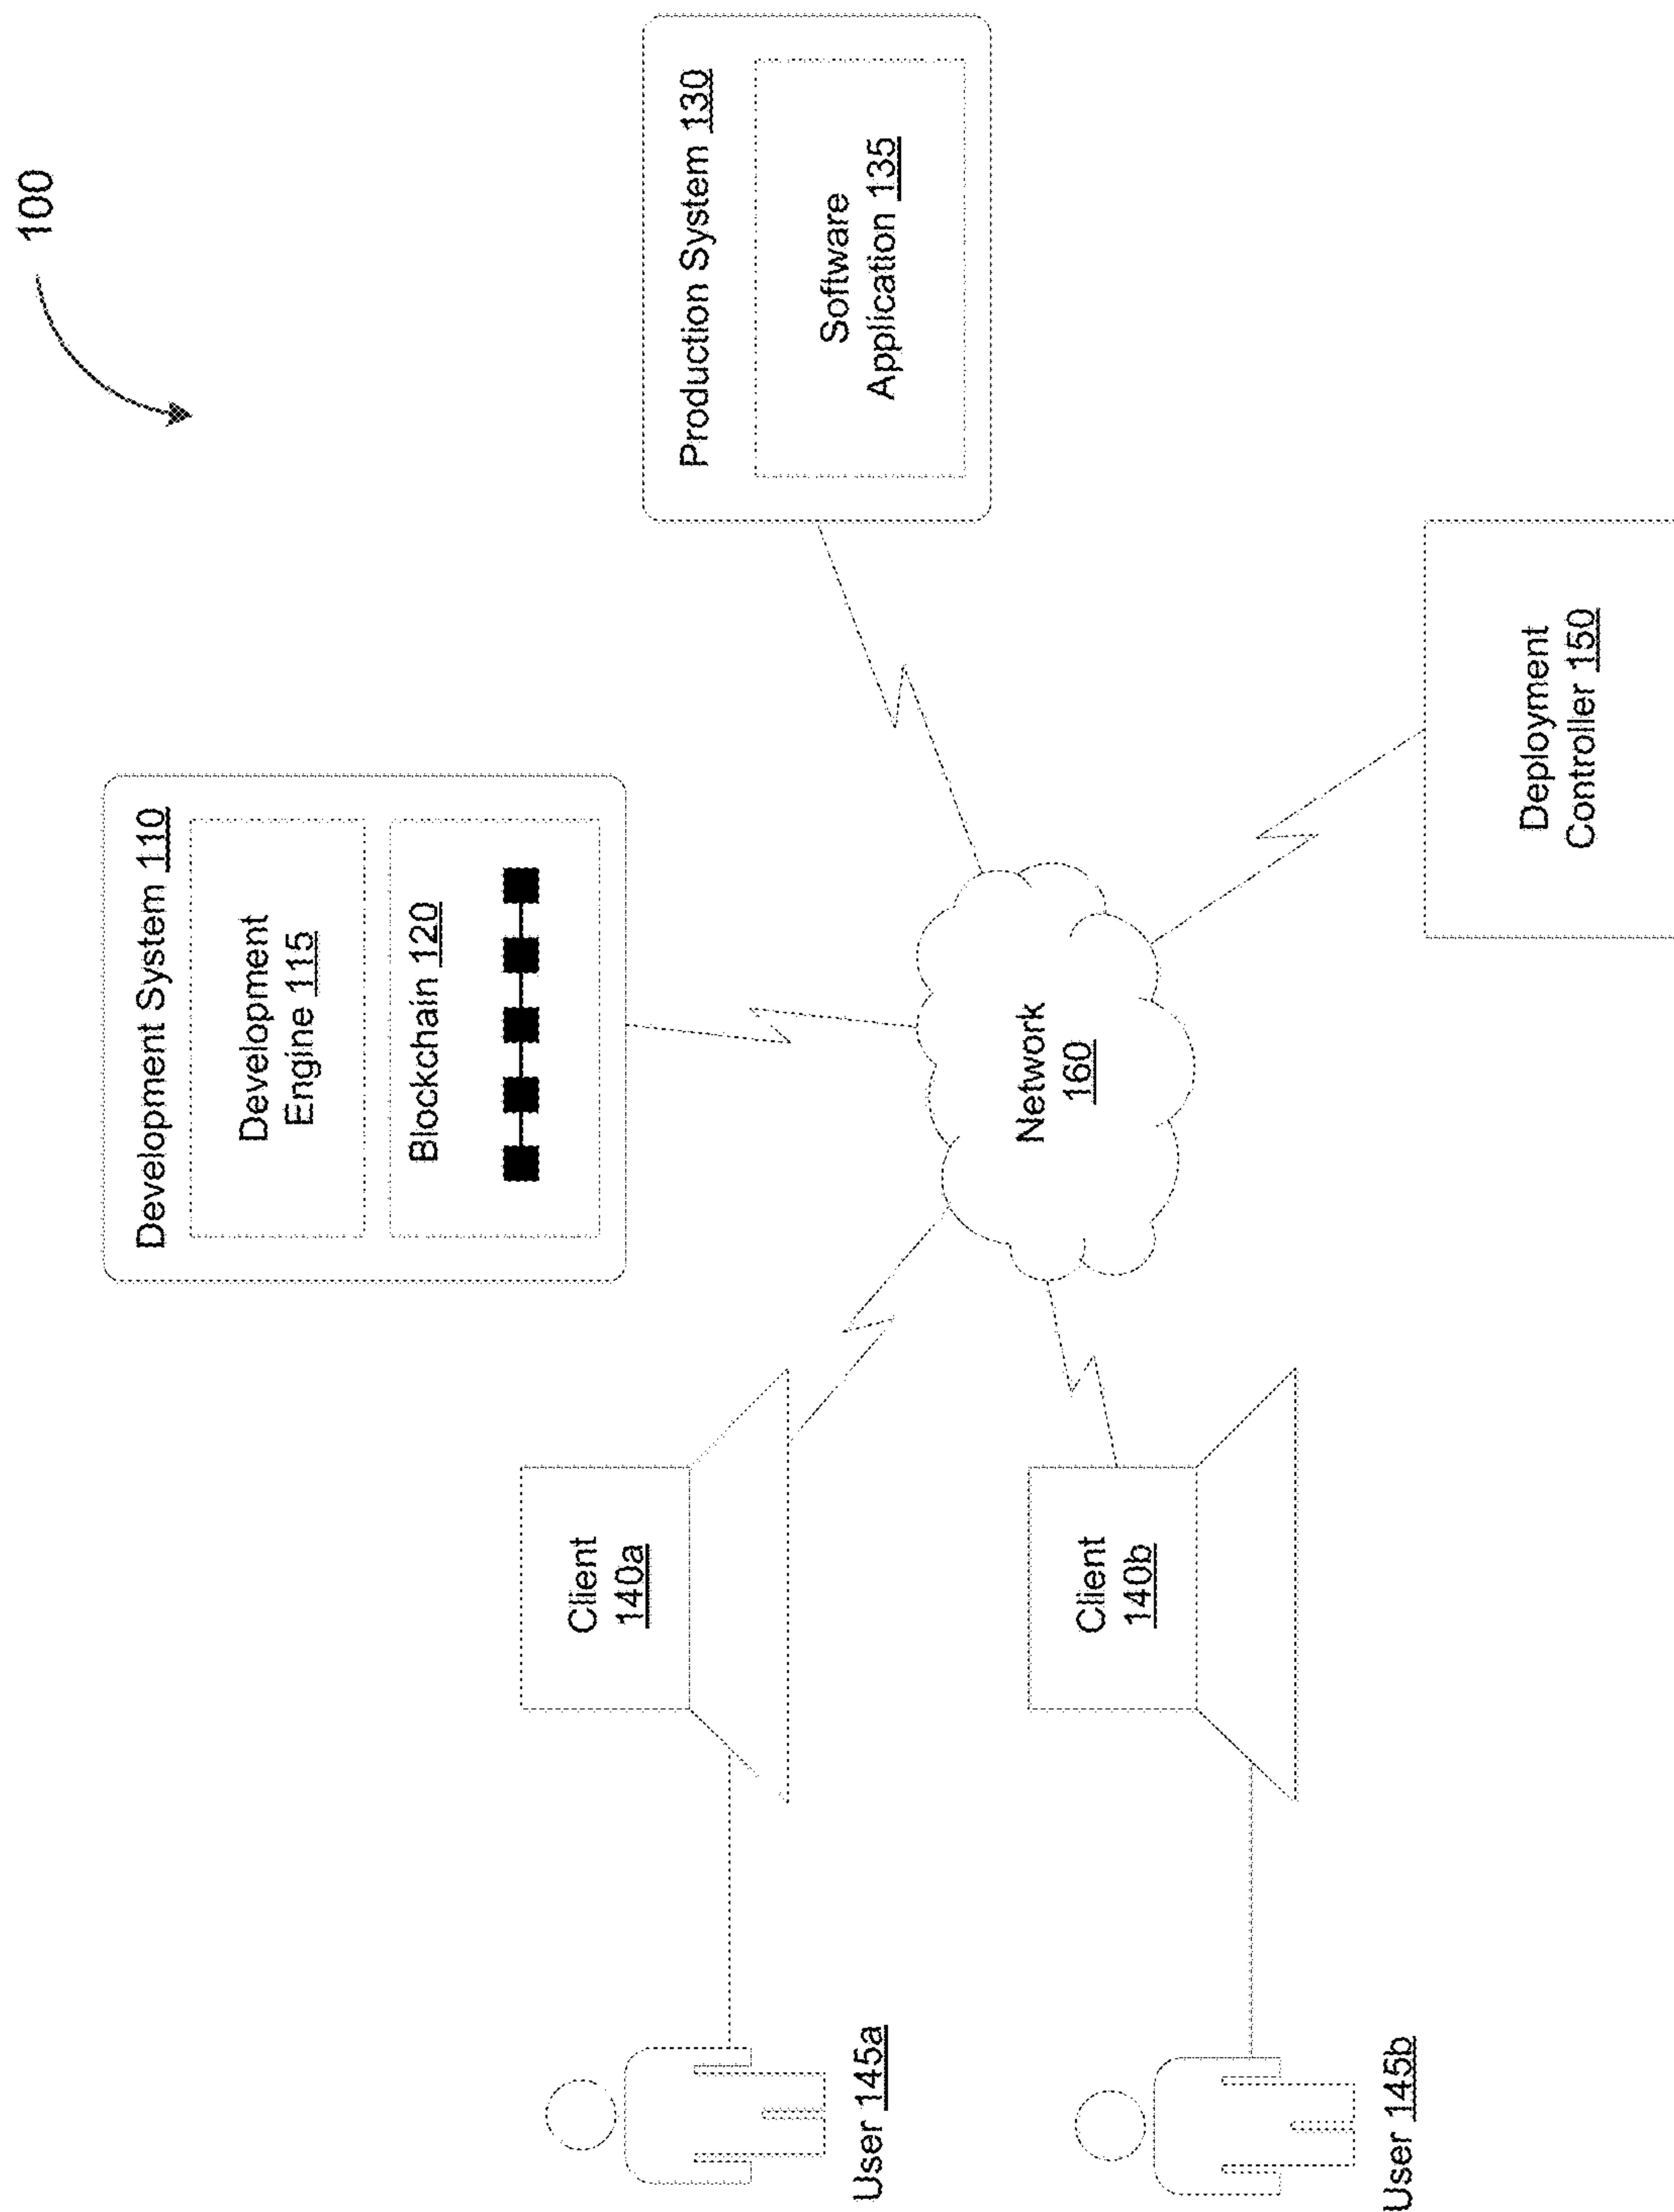 100
Development System 110
Development
Engine 115
Blockchain 120
Production System 130
Software
Application 135
Client
140a
Client
140b
Network
160
Deployment
Controller 150
User 145a
User 145b